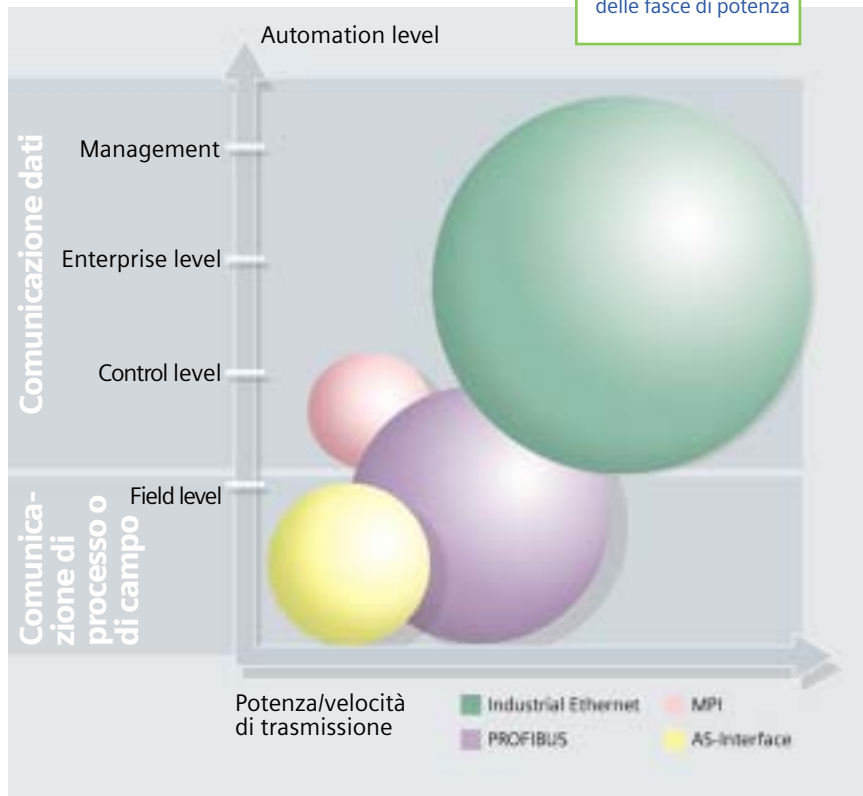 delle fasce di potenza
Automation level
Management
Enterprise level
Control level
Field level
Comunicazione dati
Comunica-
zione di
processo o
di campo
Potenza/velocità
di trasmissione
Industrial Ethernet
MPI
PROFIBUS
AS-Interface